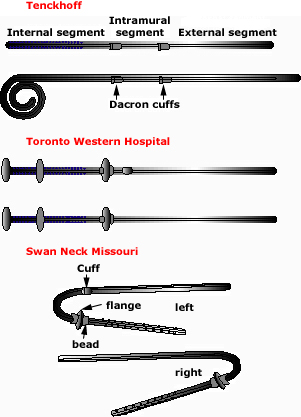 Tenckhoff
Intramural
Internal segment segment External segment
Dacron cuffs
Toronto Western Hospital
Swan Neck Missouri
Cuff
flange left
bead
right